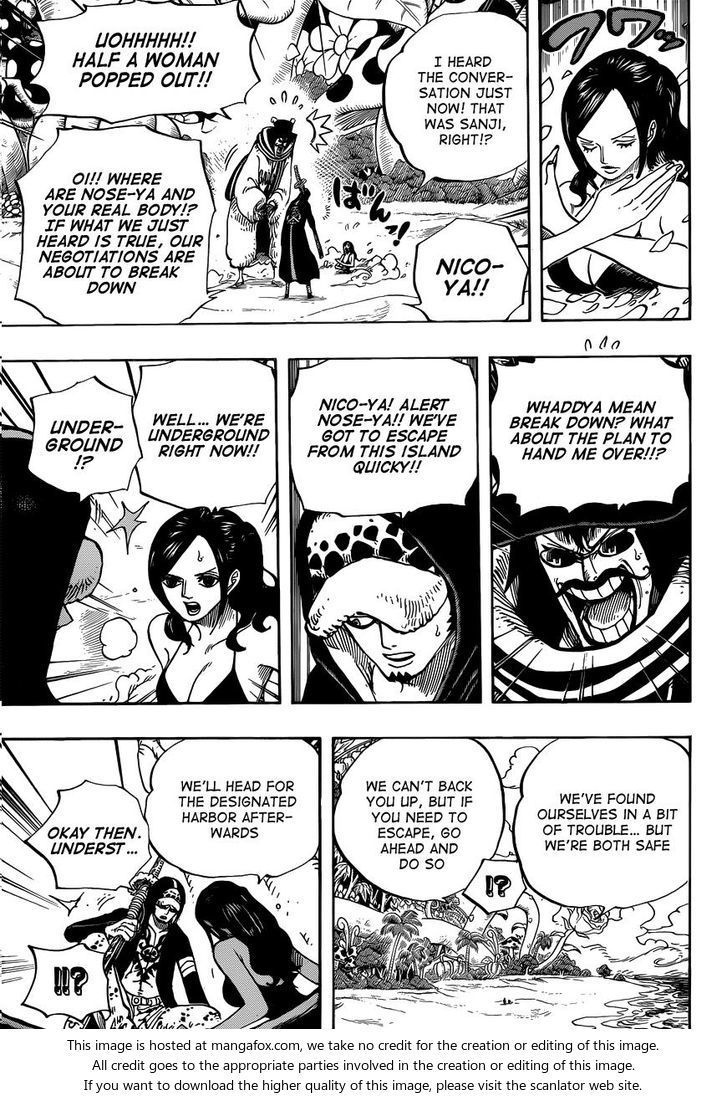 I HEARD
THE CONVER-
SATION JUST
NOW! THAT
WAS SANJI,
RIGHT!?
UOHHHHH!!
HALF A WOMAN
POPPED OUT!!
ばんっ!
NICO-
YA!!
OI!! WHERE
ARE NOSE-YA AND
YOUR REAL BODY!?
IF WHAT WE JUST
HEARD IS TRUE, OUR
NEGOTIATIONS ARE
ABOUT TO BREAK
DOWN
WHADDYA MEAN
BREAK DOWN? WHAT
ABOUT THE PLAN TO
HAND ME OVER!!?
NICO-YA! ALERT
NOSE-YA!! WE'VE
GOT TO ESCAPE
FROM THIS ISLAND
QUICKY!!
WELL... WE'RE
UNDERGROUND
RIGHT NOW!!
UNDER-
GROUND
!?
WE'VE FOUND
OURSELVES IN A BIT
OF TROUBLE... BUT
WE'RE BOTH SAFE
!?
WE CAN'T BACK
YOU UP, BUT IF
YOU NEED TO
ESCAPE, GO
AHEAD AND
DO SO
WE'LL HEAD FOR
THE DESIGNATED
HARBOR AFTER-
WARDS
OKAY THEN.
UNDERST...
!!?
This image is hosted at mangafox.com, we take no credit for the creation or editing of this image.
All credit goes to the appropriate parties involved in the creation or editing of this image.
If you want to download the higher quality of this image, please visit the scanlator web site.